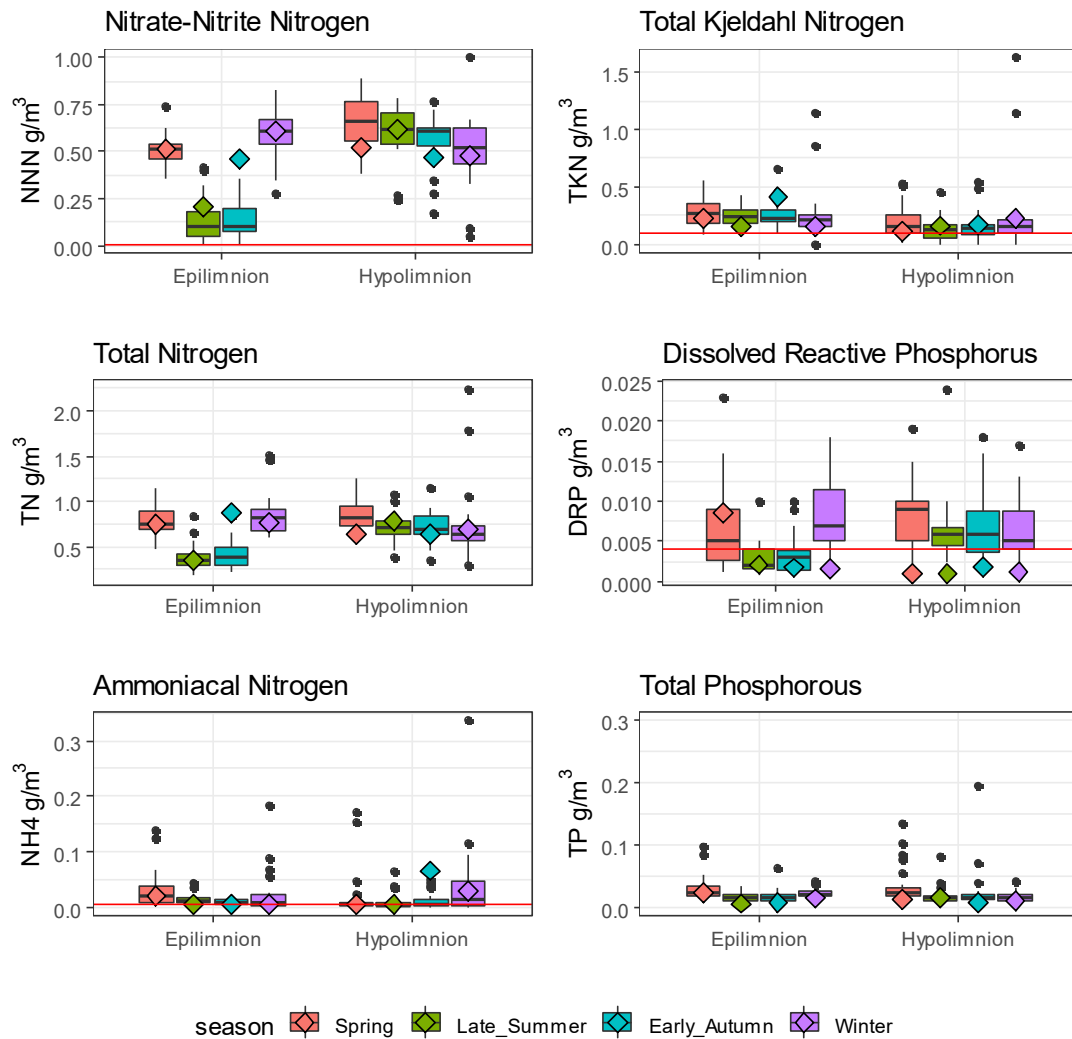 Nitrate-Nitrite Nitrogen
NNN g/m³
1.00
0.75
0.50
0.25
0.00
Epilimnion
Hypolimnion
Total Kjeldahl Nitrogen
TKN g/m³
1.5
1.0
0.5
0.0
Epilimnion
Hypolimnion
Total Nitrogen
TN g/m³
2.0
1.5
1.0
0.5
Epilimnion
Hypolimnion
Dissolved Reactive Phosphorus
DRP g/m³
0.025
0.020
0.015
0.010
0.005
0.000
Epilimnion
Hypolimnion
Ammoniacal Nitrogen
NH4 g/m³
0.3
0.2
0.1
0.0
Epilimnion
Hypolimnion
Total Phosphorous
TP g/m³
0.3
0.2
0.1
0.0
Epilimnion
Hypolimnion
season Spring Late_Summer Early_Autumn Winter